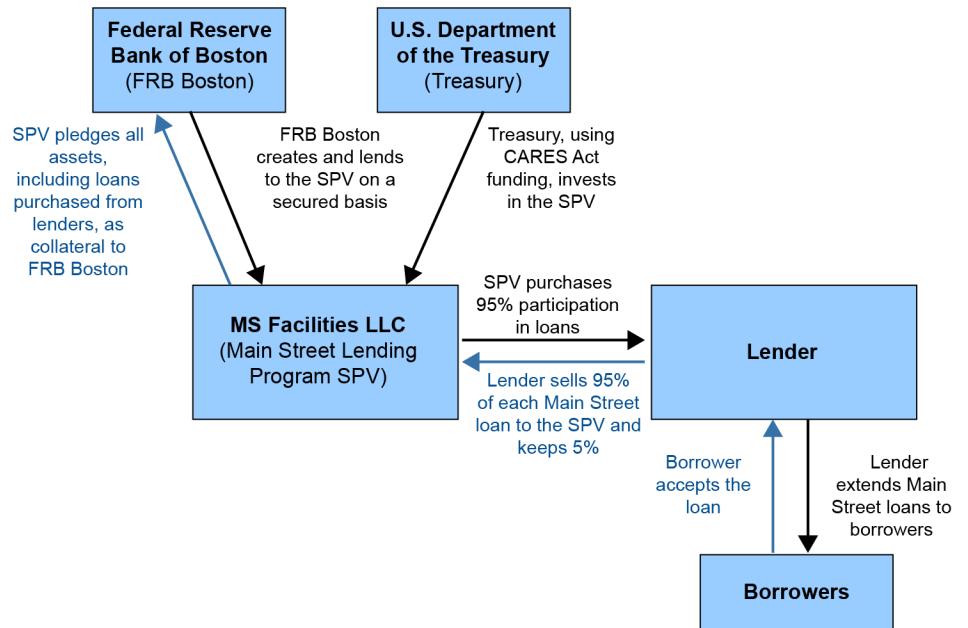 Federal Reserve
Bank of Boston
(FRB Boston)
U.S. Department
of the Treasury
(Treasury)
SPV pledges all
assets,
including loans
purchased from
lenders, as
collateral to
FRB Boston
FRB Boston
creates and lends
to the SPV on a
secured basis
Treasury, using
CARES Act
funding, invests
in the SPV
MS Facilities LLC
(Main Street Lending
Program SPV)
SPV purchases
95% participation
in loans
Lender sells 95%
of each Main Street
loan to the SPV and
keeps 5%
Lender
Borrower
accepts the
loan
Lender
extends Main
Street loans to
borrowers
Borrowers